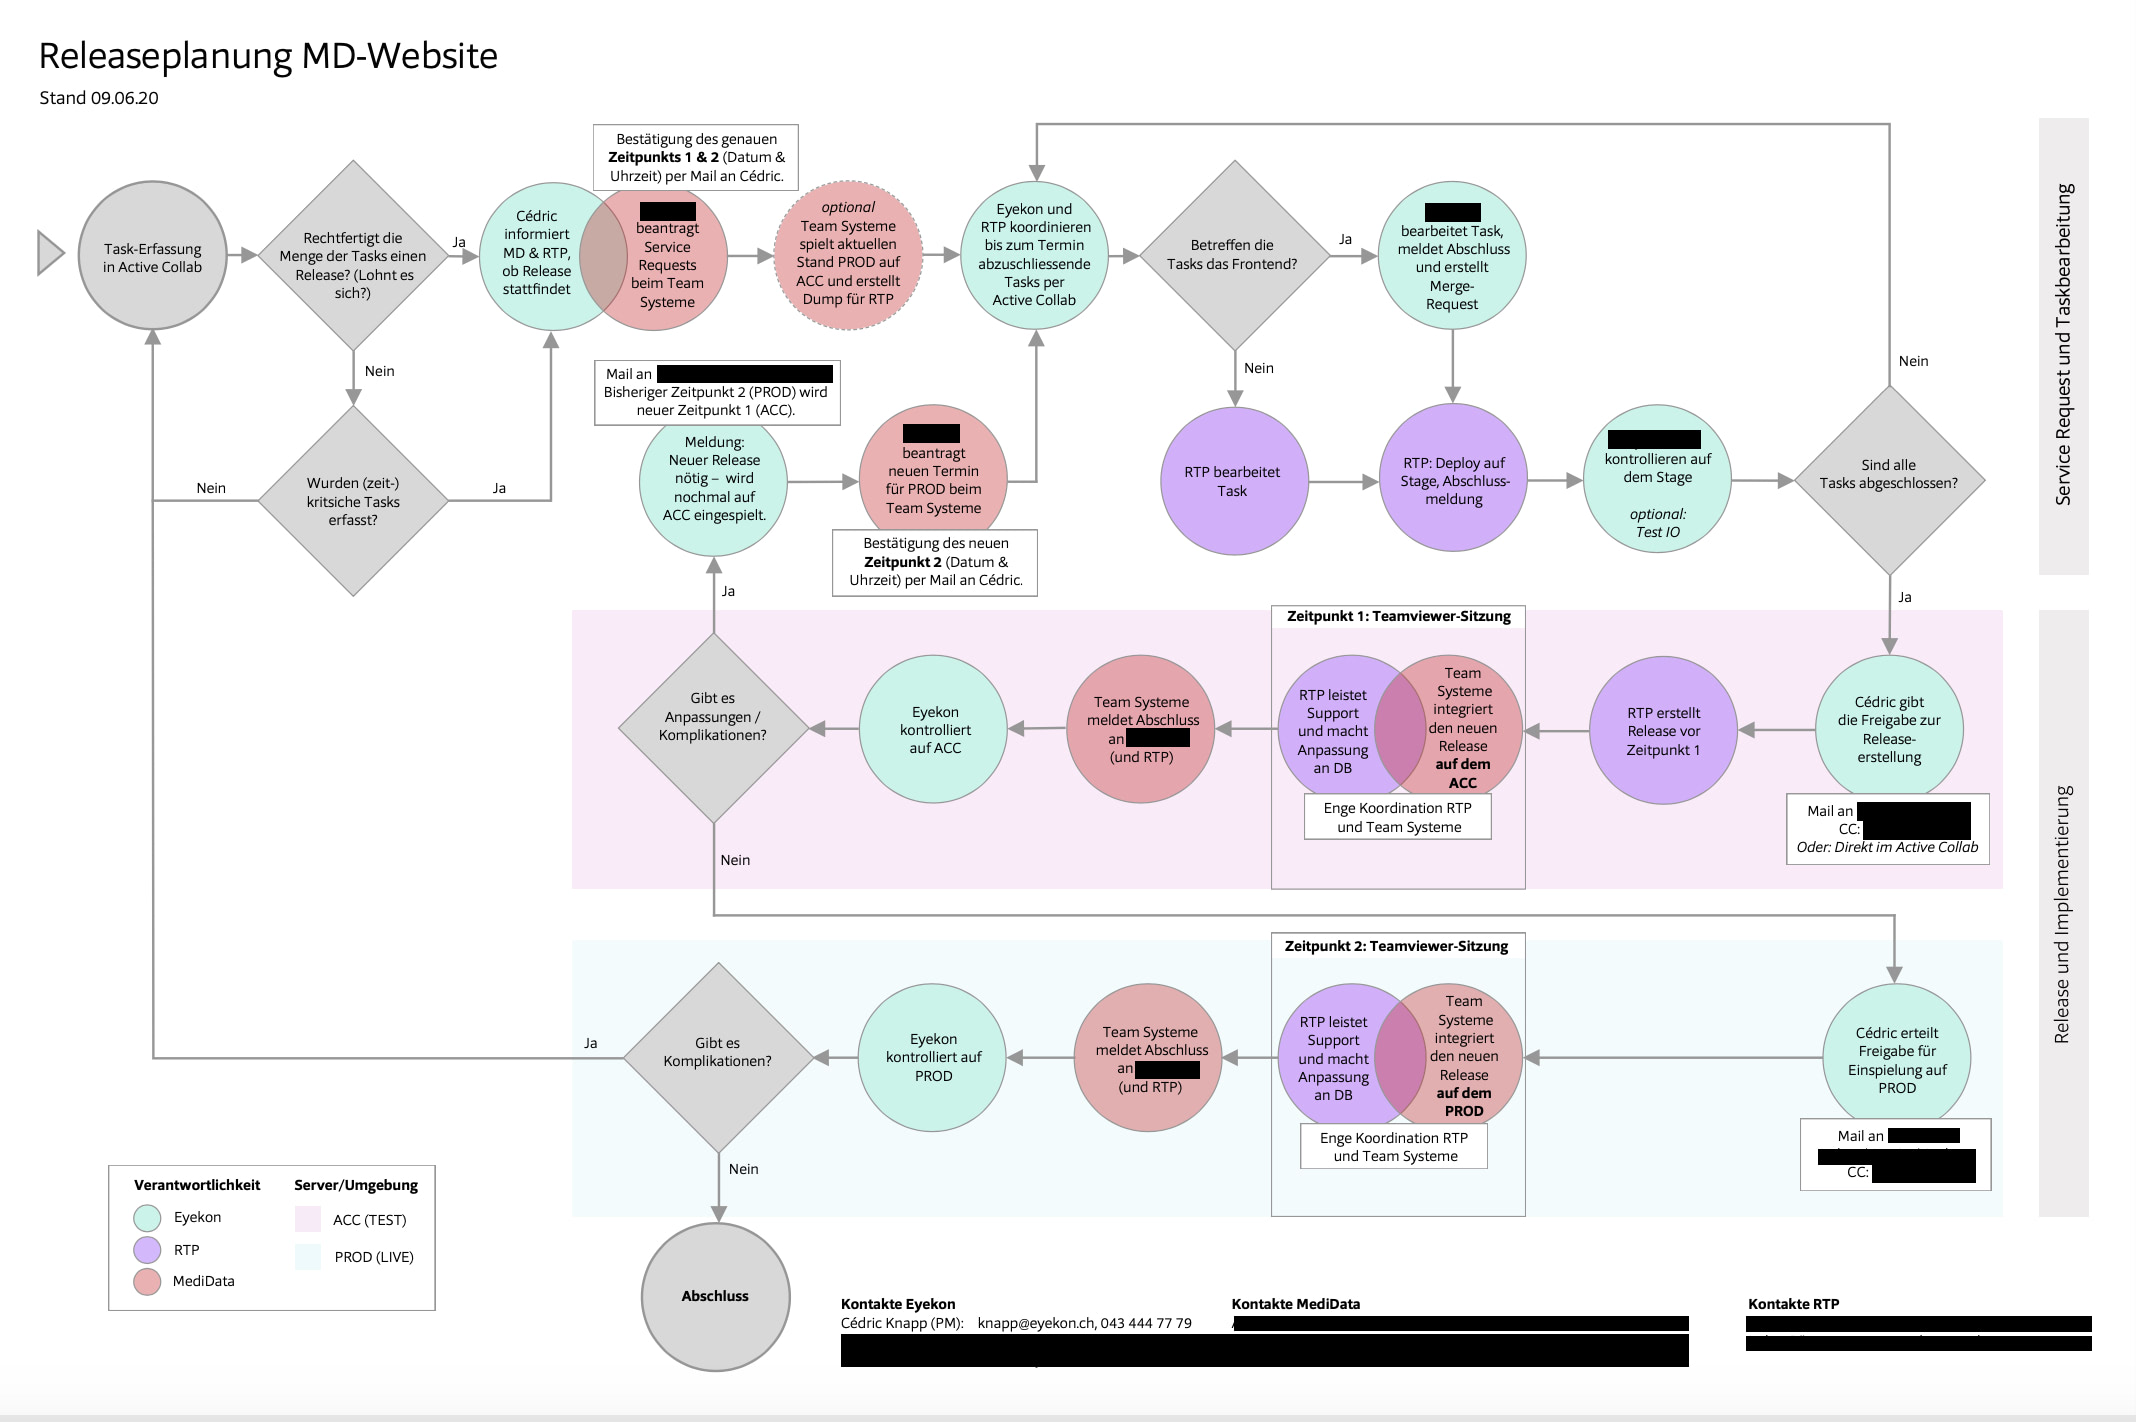 Releaseplanung MD-Website
Stand 09.06.20
Task-Erfassung
in Active Collab
Rechtfertigt die
Menge der Tasks einen
Release? (Lohnt es
sich?)
Ja
Nein
Wurden (zeit-)
kritsiche Tasks
erfasst?
Nein
Ja
Cédric
informiert
MD & RTP,
ob Release
stattfindet
Bestätigung des genauen
Zeitpunkts 1 & 2 (Datum &
Uhrzeit) per Mail an Cédric.
beantragt
Service
Requests
beim Team
Systeme
optional
Team Systeme
spielt aktuellen
Stand PROD auf
ACC und erstellt
Dump für RTP
Eyekon und
RTP koordinieren
bis zum Termin
abzuschliessende
Tasks per
Active Collab
Betreffen die
Tasks das Frontend?
Ja
Nein
bearbeitet Task,
meldet Abschluss
und erstellt
Merge-
Request
Mail an
Bisheriger Zeitpunkt 2 (PROD) wird
neuer Zeitpunkt 1 (ACC).
Meldung:
Neuer Release
nötig – wird
nochmal auf
ACC eingespielt.
beantragt
neuen Termin
für PROD beim
Team Systeme
Bestätigung des neuen
Zeitpunkt 2 (Datum &
Uhrzeit) per Mail an Cédric.
RTP bearbeitet
Task
RTP: Deploy auf
Stage, Abschluss-
meldung
kontrollieren auf
dem Stage
optional:
Test IO
Sind alle
Tasks abgeschlossen?
Nein
Ja
Service Request und Taskbearbeitung
Ja
Gibt es
Anpassungen /
Komplikationen?
Nein
Eyekon
kontrolliert
auf ACC
Team Systeme
meldet Abschluss
an
(und RTP)
Zeitpunkt 1: Teamviewer-Sitzung
RTP leistet
Support
und macht
Anpassung
an DB
Team
Systeme
integriert
den neuen
Release
auf dem
ACC
Enge Koordination RTP
und Team Systeme
RTP erstellt
Release vor
Zeitpunkt 1
Cédric gibt
die Freigabe zur
Release-
erstellung
Mail an
CC:
Oder: Direkt im Active Collab
Release und Implementierung
Ja
Gibt es
Komplikationen?
Nein
Eyekon
kontrolliert auf
PROD
Team Systeme
meldet Abschluss
an
(und RTP)
Zeitpunkt 2: Teamviewer-Sitzung
RTP leistet
Support
und macht
Anpassung
an DB
Team
Systeme
integriert
den neuen
Release
auf dem
PROD
Enge Koordination RTP
und Team Systeme
Cédric erteilt
Freigabe für
Einspielung auf
PROD
Mail an
CC:
Abschluss
Verantwortlichkeit
Eyekon
RTP
MediData
Server/Umgebung
ACC (TEST)
PROD (LIVE)
Kontakte Eyekon
Cédric Knapp (PM): knapp@eyekon.ch, 043 444 77 79
Kontakte MediData
Kontakte RTP